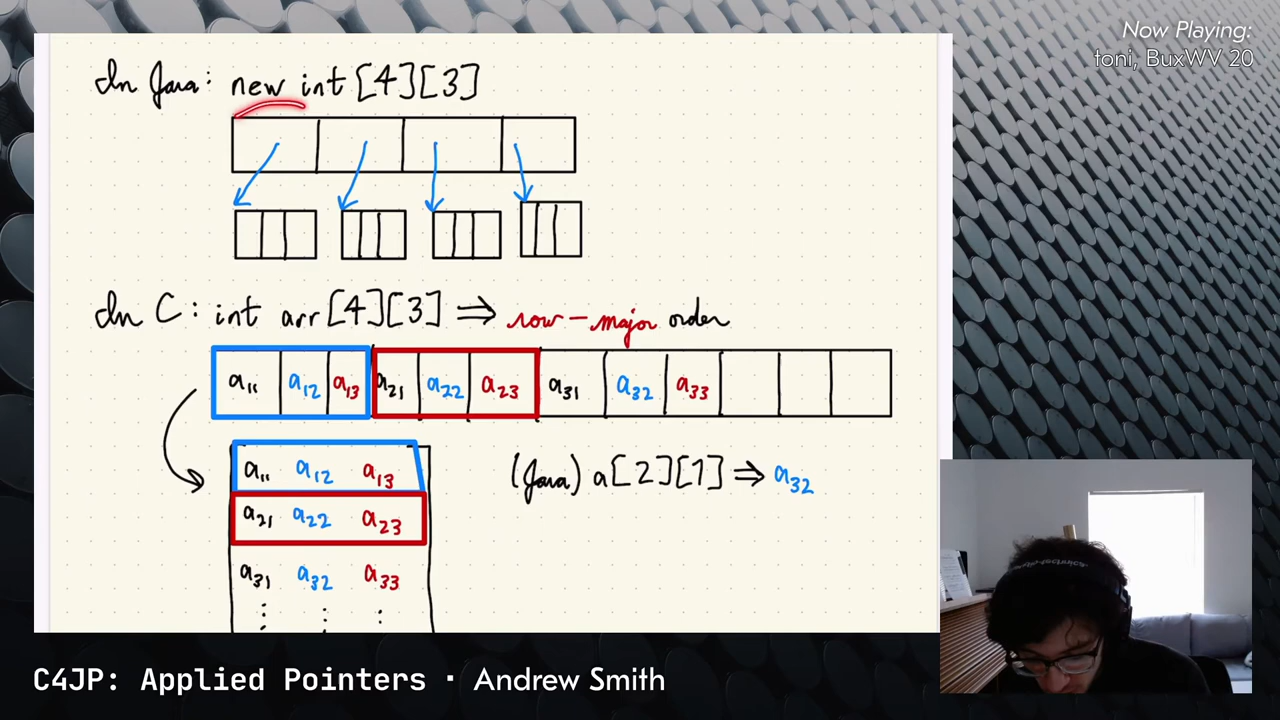 Now Playing:
toni, BuxWV 20
In Java: new int [4][3]
In C: int arr[4][3] ⇒ row-major order
a₁₁ a₁₂ a₁₃ a₂₁ a₂₂ a₂₃ a₃₁ a₃₂ a₃₃
a₁₁ a₁₂ a₁₃
(Java) a[2][1] ⇒ a₃₂
a₂₁ a₂₂ a₂₃
a₃₁ a₃₂ a₃₃
⋮ ⋮ ⋮
C4JP: Applied Pointers · Andrew Smith